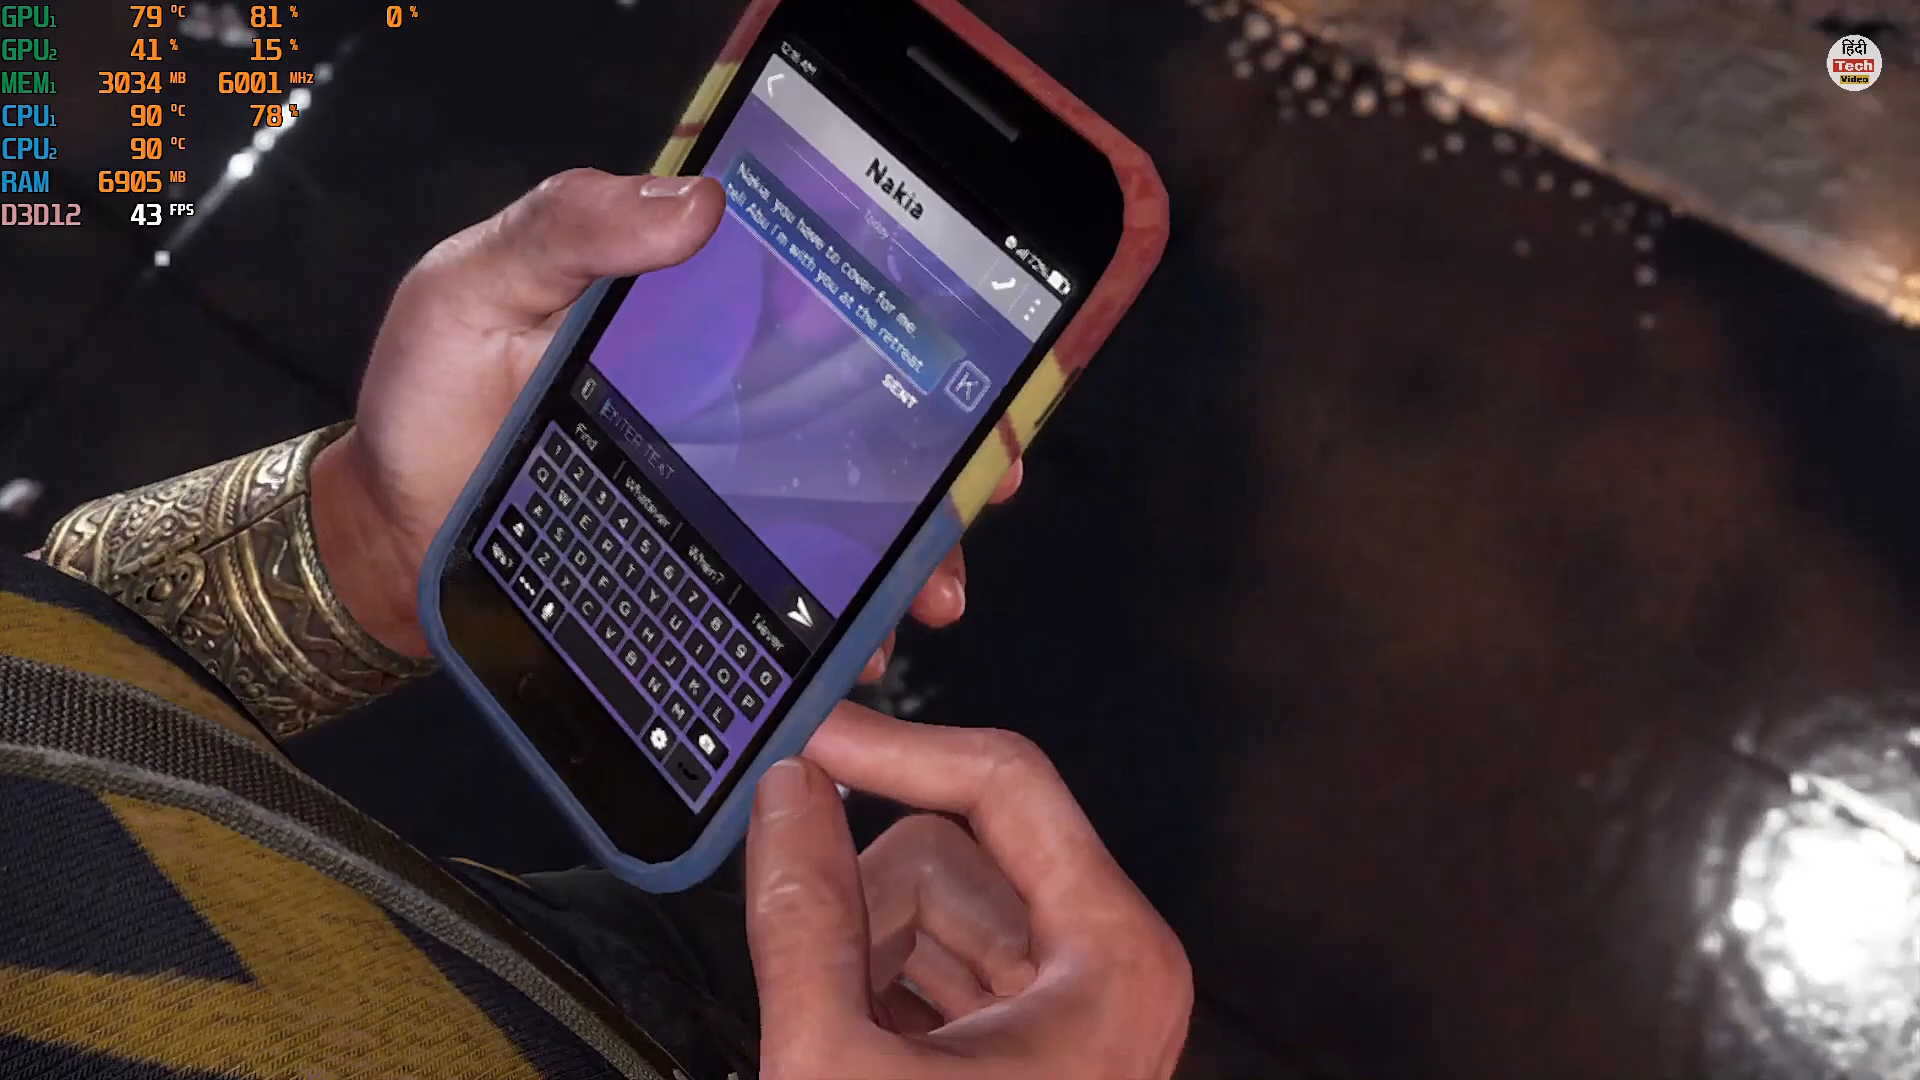 GPU1 79 °C 81 % 0 %
GPU2 41 % 15 %
MEM1 3034 MB 6001 MHz
CPU1 90 °C 78 %
CPU2 90 °C
RAM 6905 MB
D3D12 43 FPS
हिंदी
Tech
Video
72%
Nakia
Today
Nakia, you have to cover for me.
Tell Abu I'm with you at the retreat.
SENT
K
ENTER TEXT
Find Whatever When? Never
1 2 3 4 5 6 7 8 9 0
Q W E R T Y U I O P
A S D F G H J K L